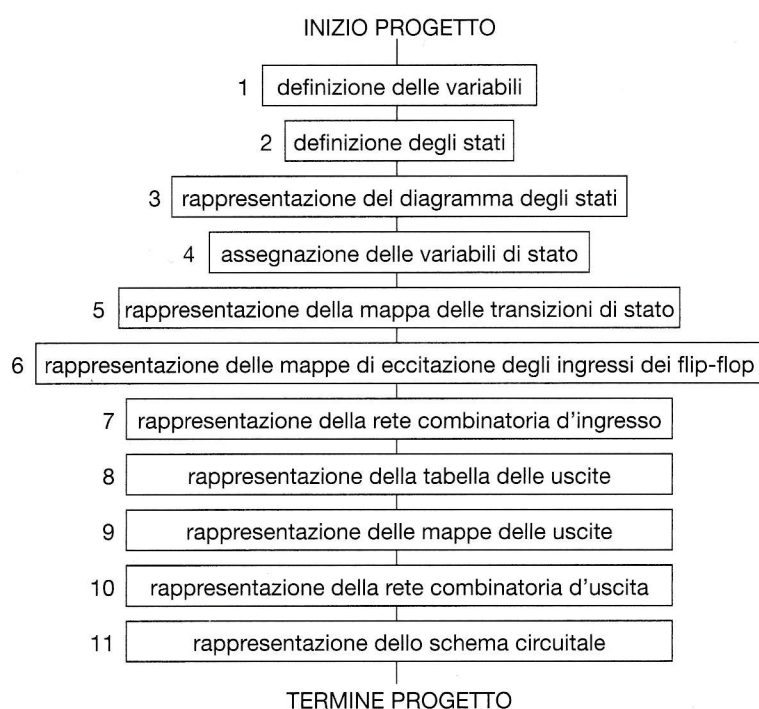 INIZIO PROGETTO
1 definizione delle variabili
2 definizione degli stati
3 rappresentazione del diagramma degli stati
4 assegnazione delle variabili di stato
5 rappresentazione della mappa delle transizioni di stato
6 rappresentazione delle mappe di eccitazione degli ingressi dei flip-flop
7 rappresentazione della rete combinatoria d'ingresso
8 rappresentazione della tabella delle uscite
9 rappresentazione delle mappe delle uscite
10 rappresentazione della rete combinatoria d'uscita
11 rappresentazione dello schema circuitale
TERMINE PROGETTO